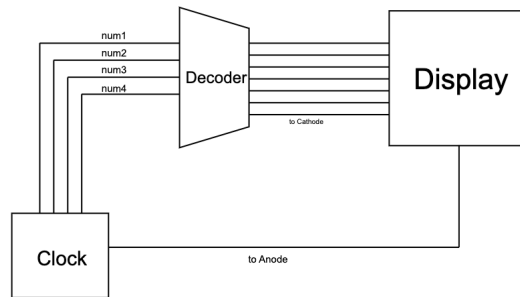 num1
num2
num3
num4
Decoder
Display
to Cathode
Clock
to Anode